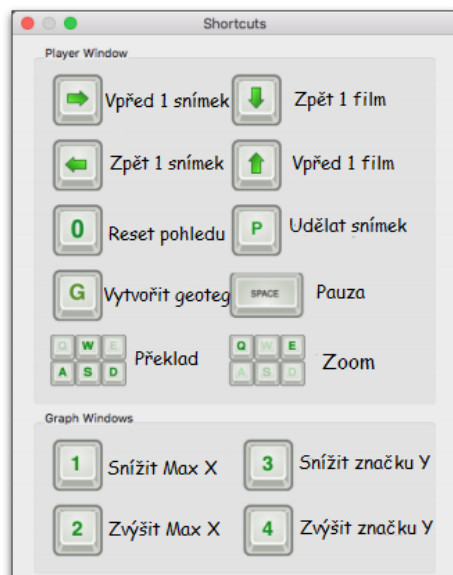 Shortcuts
Player Window
Vpřed 1 snímek
Zpět 1 film
Zpět 1 snímek
Vpřed 1 film
0 Reset pohledu
P Udělat snímek
G Vytvořit geoteg
SPACE Pauza
Q W E
A S D
Překlad
Q W E
A S D
Zoom
Graph Windows
1 Snížit Max X
3 Snížit značku Y
2 Zvýšit Max X
4 Zvýšit značku Y